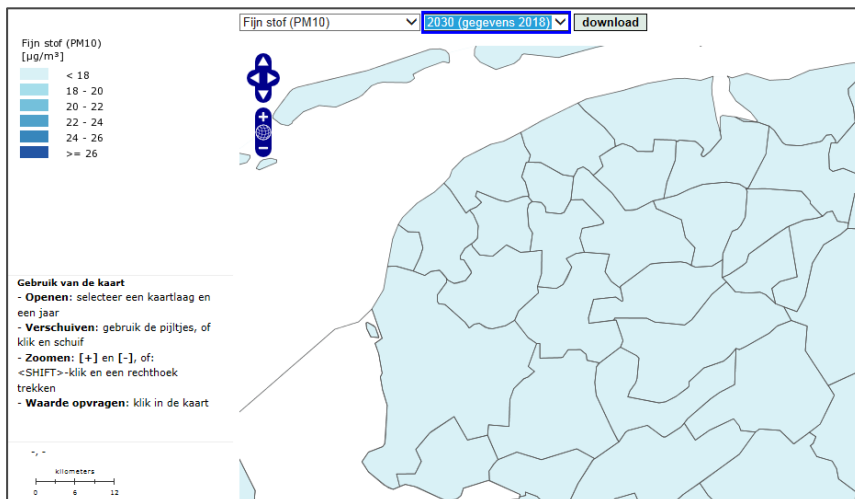 Fijn stof (PM10)
2030 (gegevens 2018)
download
Fijn stof (PM10)
[µg/m³]
< 18
18 - 20
20 - 22
22 - 24
24 - 26
>= 26
Gebruik van de kaart
- Openen: selecteer een kaartlaag en
een jaar
- Verschuiven: gebruik de pijltjes, of
klik en schuif
- Zoomen: [+] en [-], of:
<SHIFT>-klik en een rechthoek
trekken
- Waarde opvragen: klik in de kaart
-, -
kilometers
0 6 12